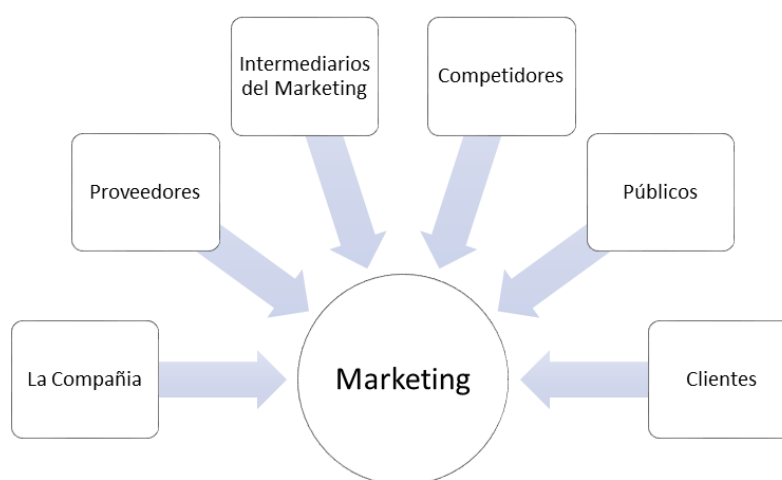 Intermediarios
del Marketing
Competidores
Proveedores
Públicos
La Compañia
Marketing
Clientes